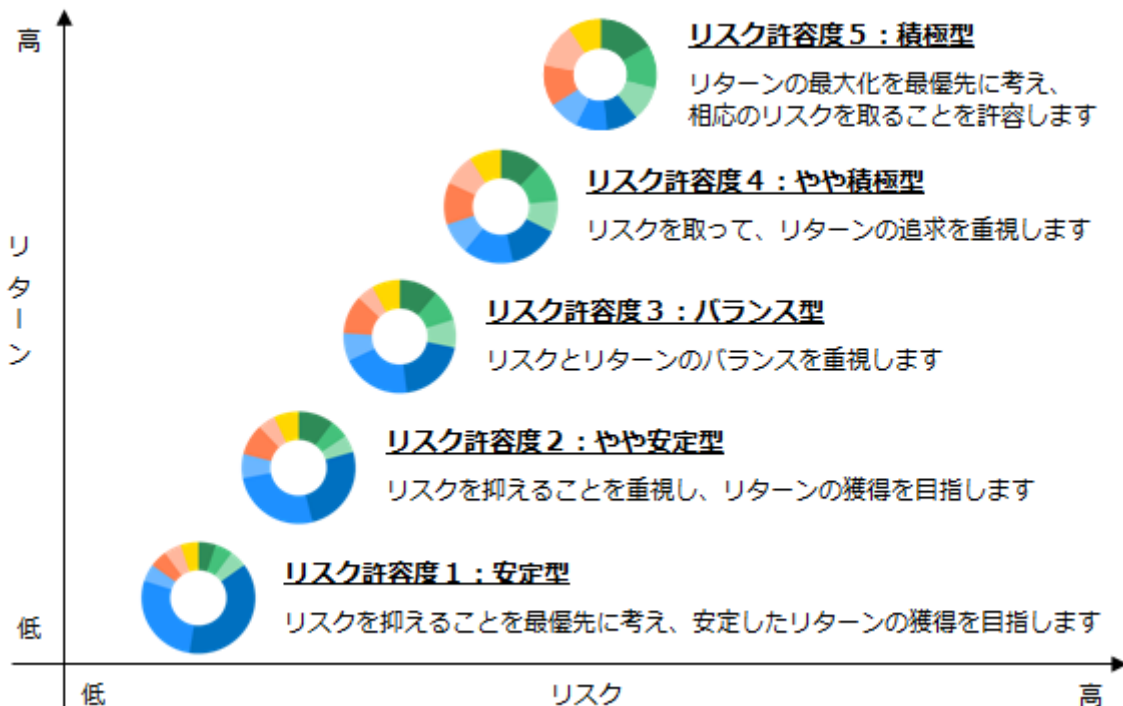 高
リターン
低
リスク許容度５：積極型
リターンの最大化を最優先に考え、
相応のリスクを取ることを許容します
リスク許容度４：やや積極型
リスクを取って、リターンの追求を重視します
リスク許容度３：バランス型
リスクとリターンのバランスを重視します
リスク許容度２：やや安定型
リスクを抑えることを重視し、リターンの獲得を目指します
リスク許容度１：安定型
リスクを抑えることを最優先に考え、安定したリターンの獲得を目指します
低
リスク
高